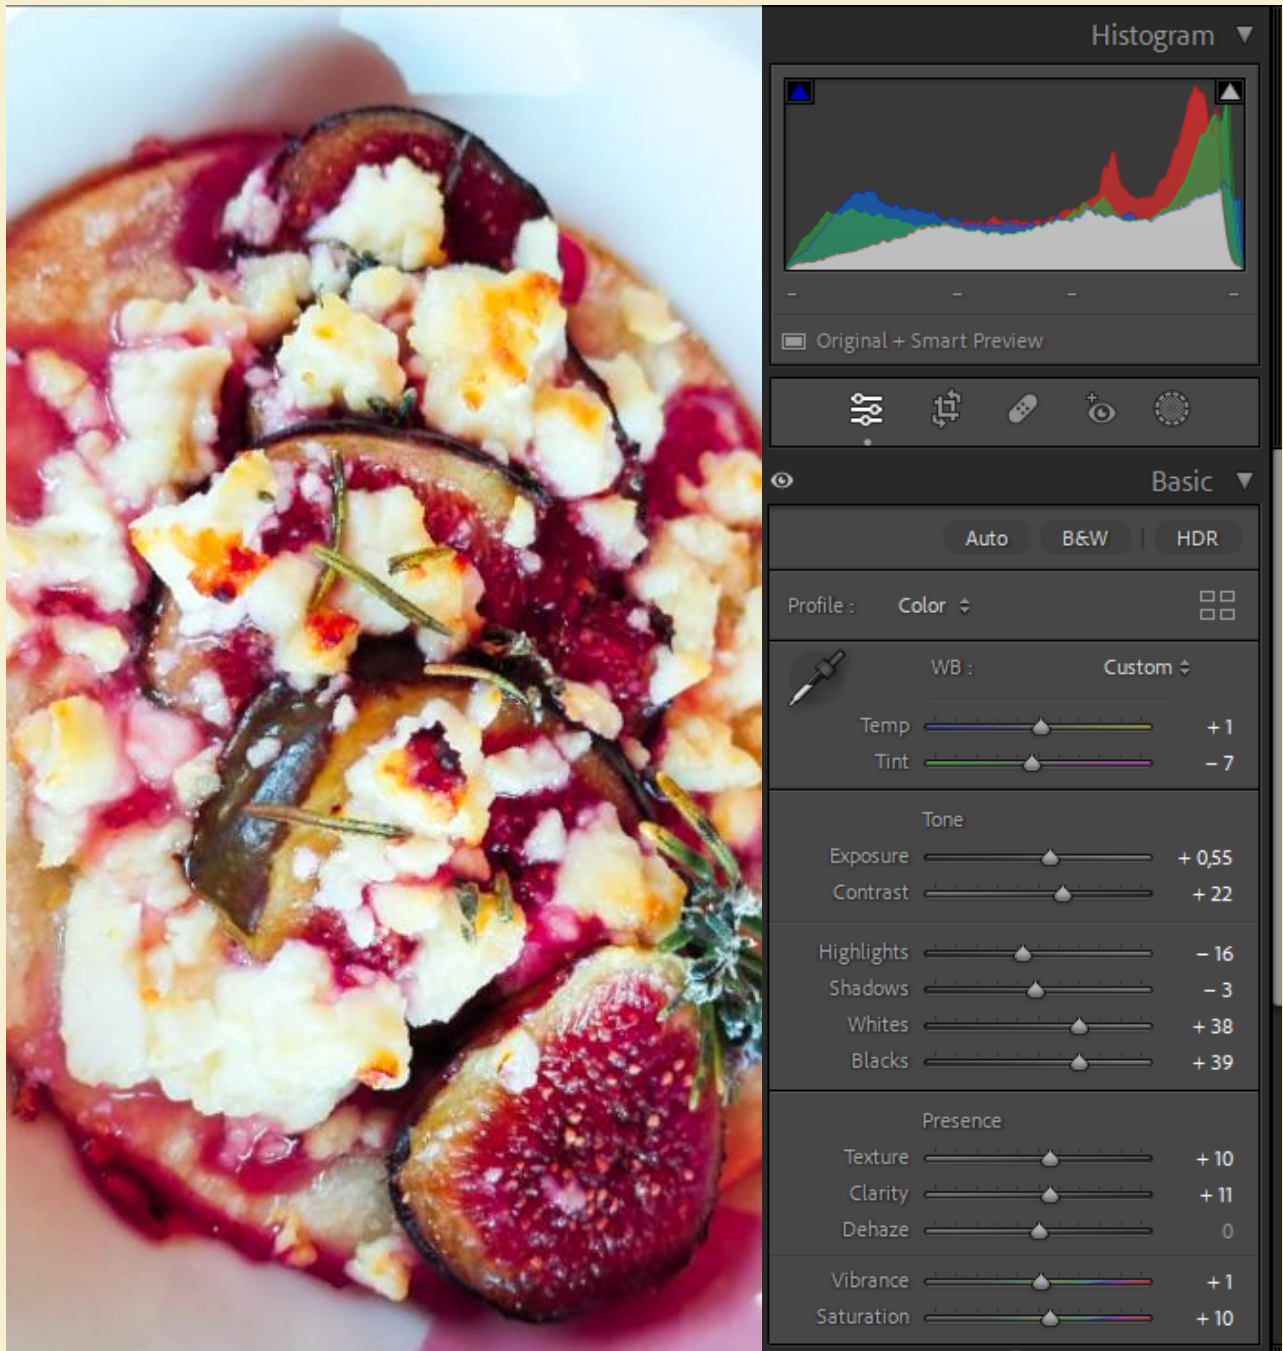 Histogram
Original + Smart Preview
Basic
Auto B&W HDR
Profile : Color
WB : Custom
Temp + 1
Tint – 7
Tone
Exposure + 0,55
Contrast + 22
Highlights – 16
Shadows – 3
Whites + 38
Blacks + 39
Presence
Texture + 10
Clarity + 11
Dehaze 0
Vibrance + 1
Saturation + 10